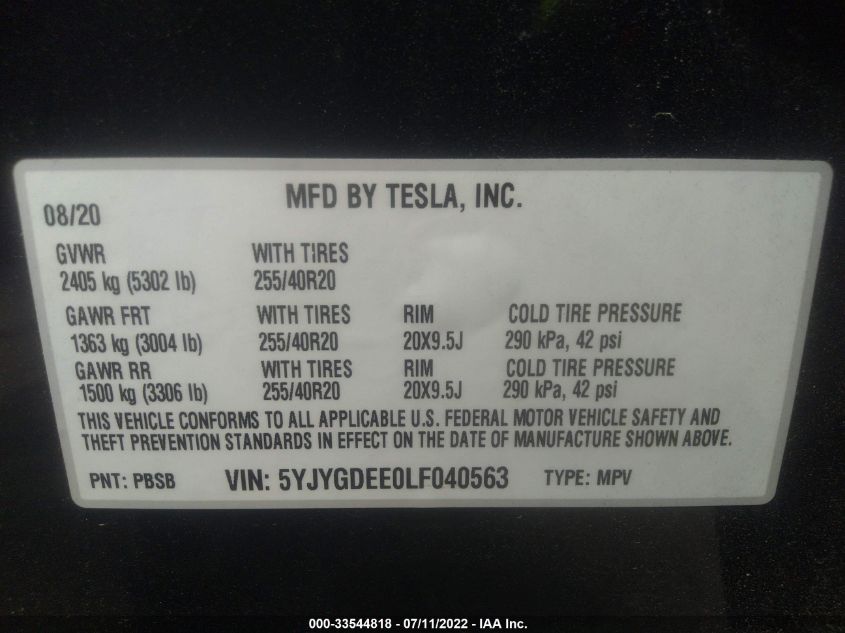 MFD BY TESLA, INC.
08/20
GVWR WITH TIRES
2405 kg (5302 lb) 255/40R20
GAWR FRT WITH TIRES RIM COLD TIRE PRESSURE
1363 kg (3004 lb) 255/40R20 20X9.5J 290 kPa, 42 psi
GAWR RR WITH TIRES RIM COLD TIRE PRESSURE
1500 kg (3306 lb) 255/40R20 20X9.5J 290 kPa, 42 psi
THIS VEHICLE CONFORMS TO ALL APPLICABLE U.S. FEDERAL MOTOR VEHICLE SAFETY AND
THEFT PREVENTION STANDARDS IN EFFECT ON THE DATE OF MANUFACTURE SHOWN ABOVE.
PNT: PBSB VIN: 5YJYGDEE0LF040563 TYPE: MPV
000-33544818 - 07/11/2022 - IAA Inc.